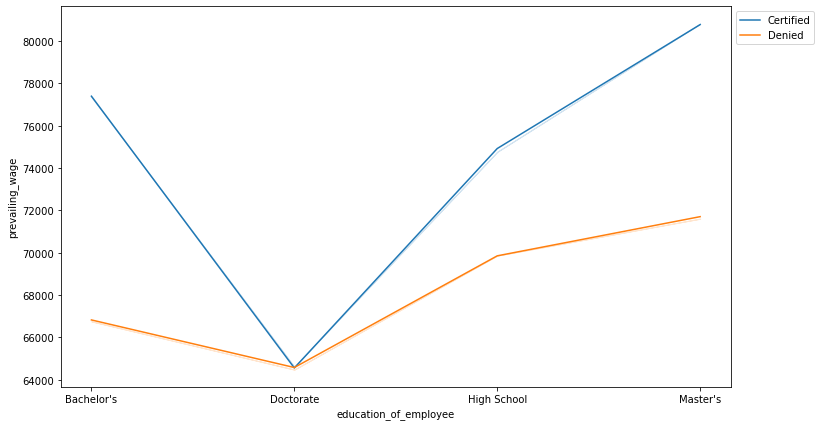 Certified
Denied
80000
78000
76000
74000
72000
70000
68000
66000
64000
prevailing_wage
Bachelor's Doctorate High School Master's
education_of_employee